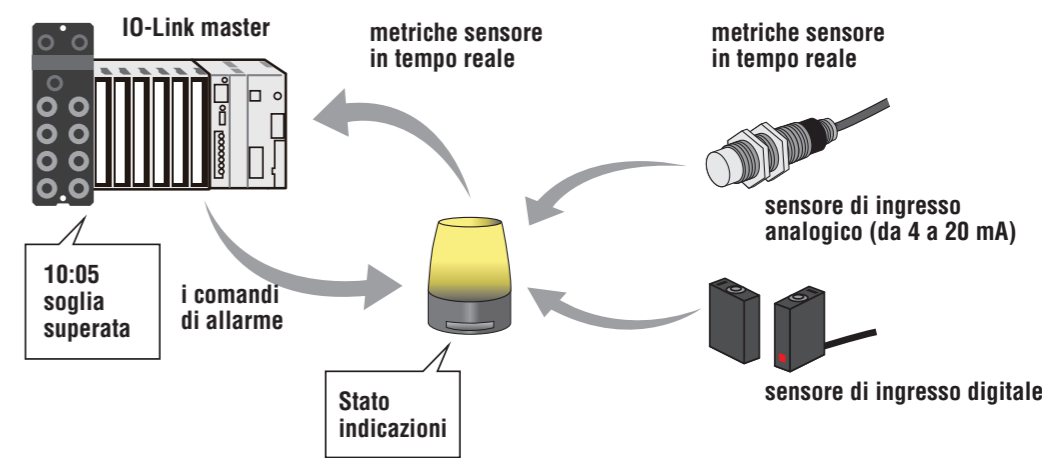 IO-Link master
metriche sensore
in tempo reale
metriche sensore
in tempo reale
sensore di ingresso
analogico (da 4 a 20 mA)
10:05
soglia
superata
i comandi
di allarme
Stato
indicazioni
sensore di ingresso digitale